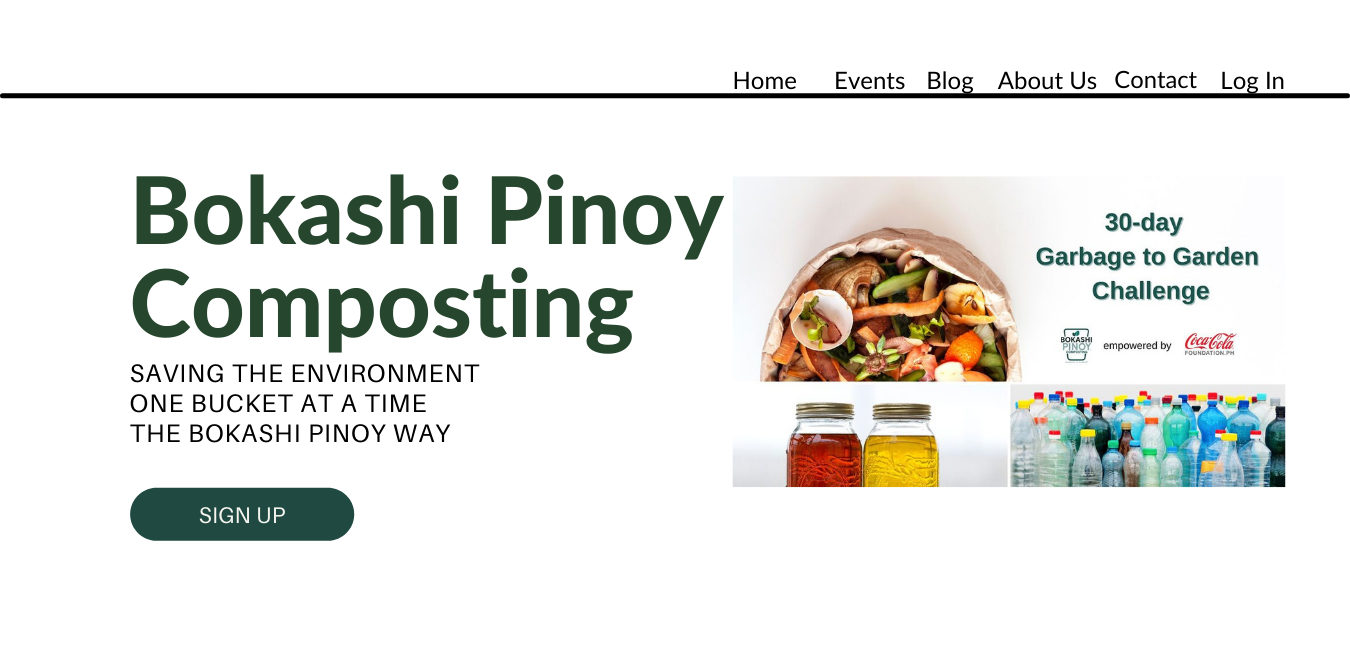 Home Events Blog About Us Contact Log In
Bokashi Pinoy
Composting
SAVING THE ENVIRONMENT
ONE BUCKET AT A TIME
THE BOKASHI PINOY WAY
SIGN UP
30-day
Garbage to Garden
Challenge
BOKASHI
PINOY
COMPOSTING
empowered by
Coca-Cola
FOUNDATION.PH